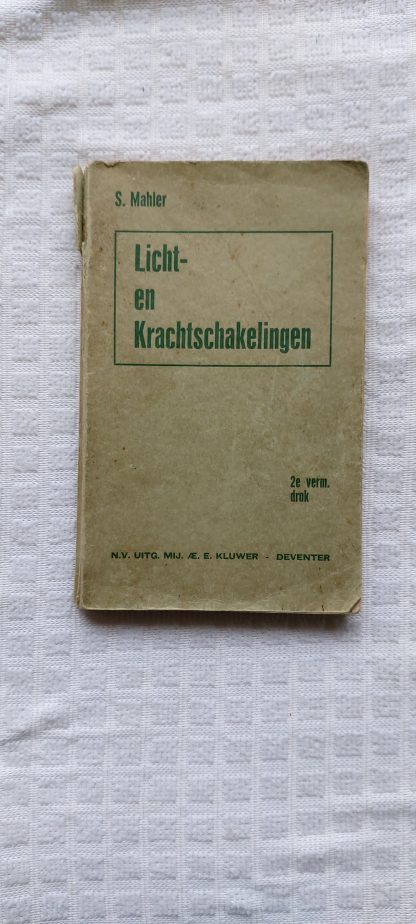 S. Mahler
Licht-
en
Krachtschakelingen
2e verm.
druk
N.V. UITG. MIJ. Æ. E. KLUWER - DEVENTER